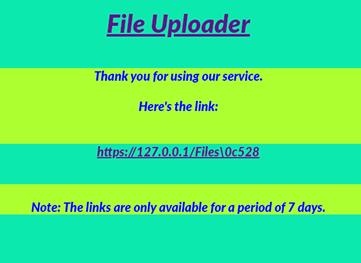 File Uploader
Thank you for using our service.
Here's the link:
https://127.0.0.1/Files\0c528
Note: The links are only available for a period of 7 days.